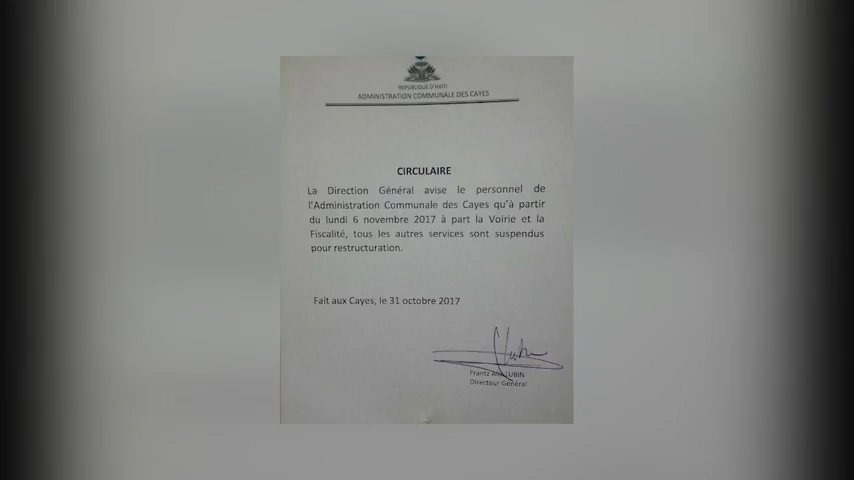 REPUBLIQUE D'HAITI
ADMINISTRATION COMMUNALE DES CAYES
CIRCULAIRE
La Direction Général avise le personnel de
l'Administration Communale des Cayes qu'à partir
du lundi 6 novembre 2017 à part la Voirie et la
Fiscalité, tous les autres services sont suspendus
pour restructuration.
Fait aux Cayes, le 31 octobre 2017
Frantz LUBIN
Directeur Général